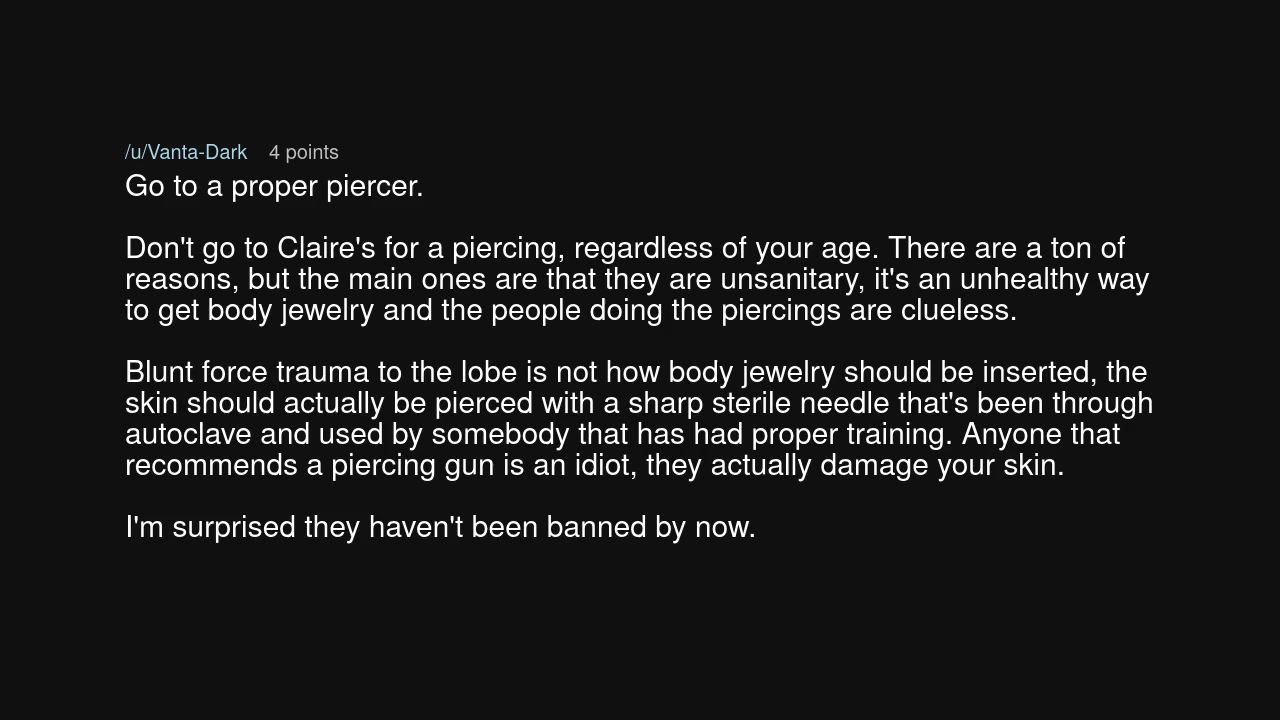 /u/Vanta-Dark 4 points
Go to a proper piercer.
Don't go to Claire's for a piercing, regardless of your age. There are a ton of
reasons, but the main ones are that they are unsanitary, it's an unhealthy way
to get body jewelry and the people doing the piercings are clueless.
Blunt force trauma to the lobe is not how body jewelry should be inserted, the
skin should actually be pierced with a sharp sterile needle that's been through
autoclave and used by somebody that has had proper training. Anyone that
recommends a piercing gun is an idiot, they actually damage your skin.
I'm surprised they haven't been banned by now.